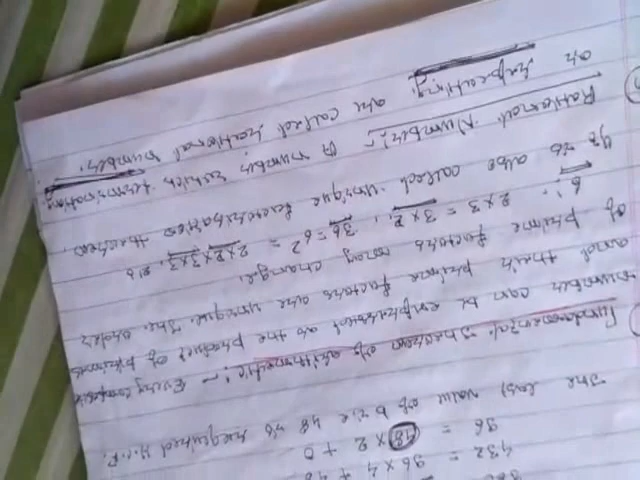 432 = 96 × 4 + 48
96 = 48 × 2 + 0
The last value of b i.e 48 is required H.C.F.
Fundamental Theorem of arithmetic :- Every composite
number can be expressed as the product of primes
and their prime factors are unique. The order
of prime factors may change.
6 : 2 × 3 = 3 × 2, 36 = 6² = 2×2×3×3, etc
It is also called unique theorem.
Rational Number :- A number which terminating
or repeating are called rational number.